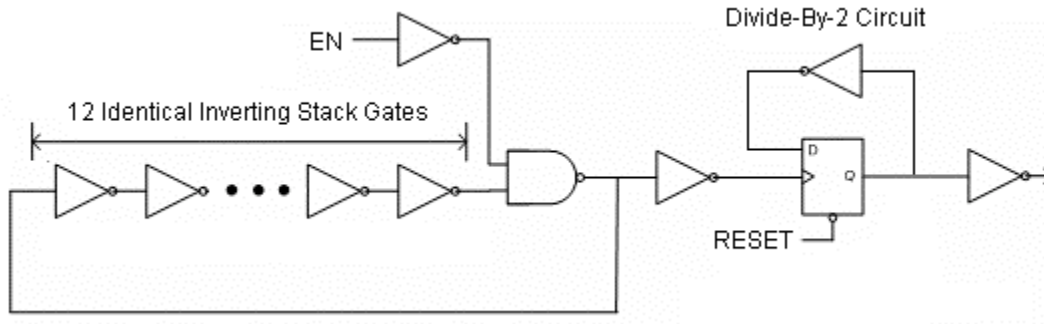 Divide-By-2 Circuit
EN
12 Identical Inverting Stack Gates
D
Q
RESET